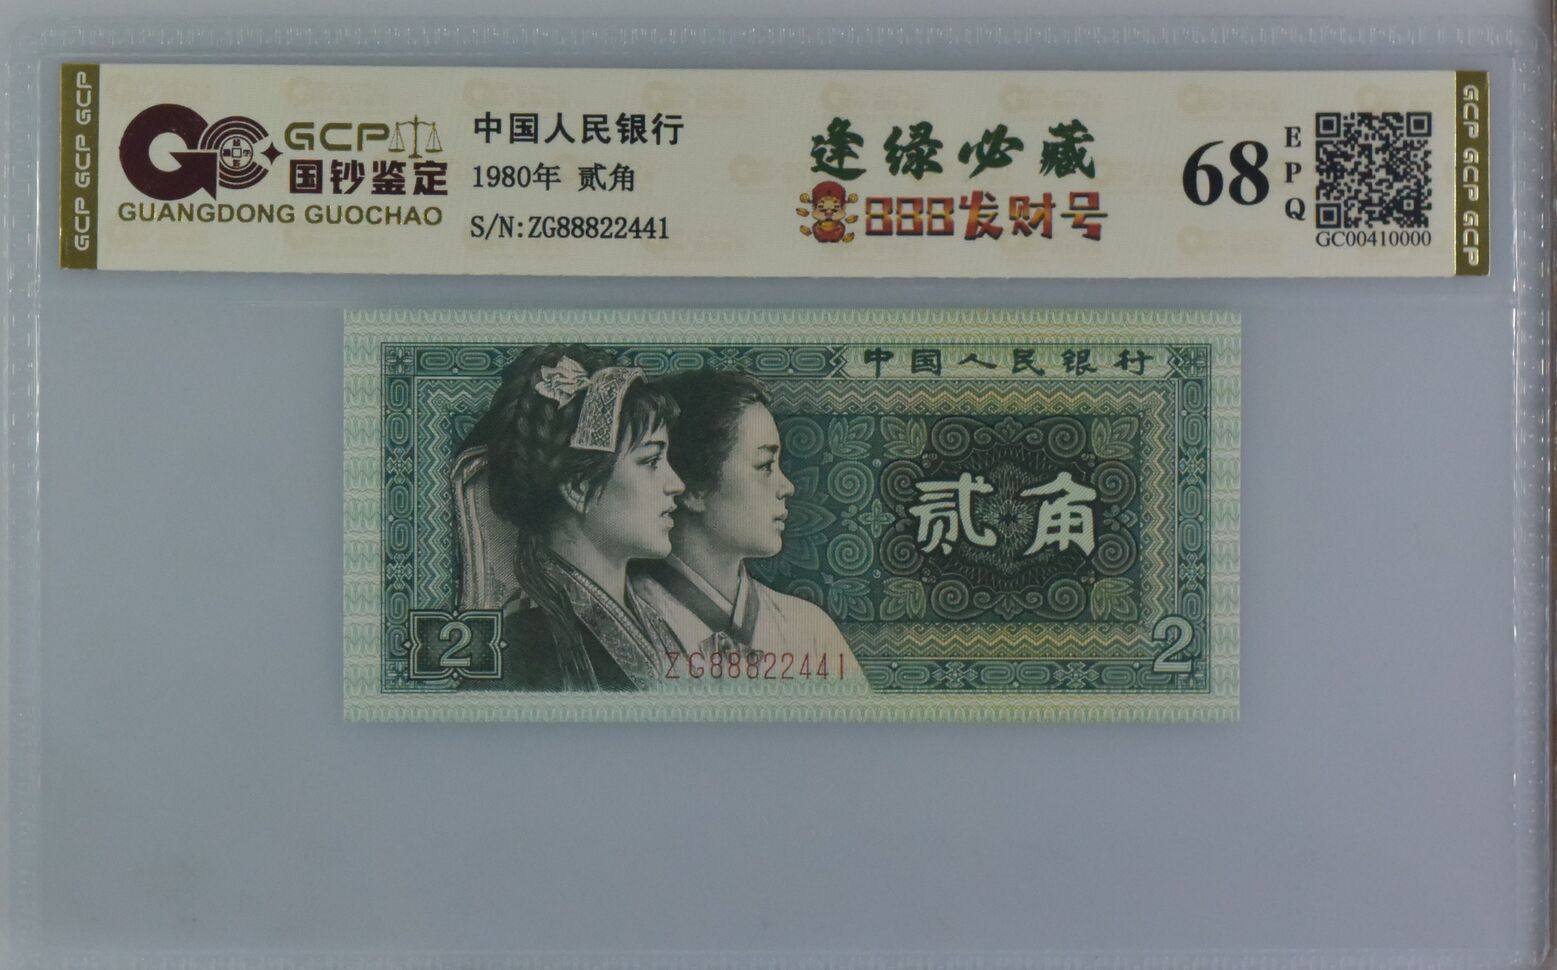 GCP GCP GCP
GCP
国钞鉴定
GUANGDONG GUOCHAO
中国人民银行
1980年 贰角
S/N:ZG88822441
逢绿必藏
888发财号
68
EPQ
GC00410000
GCP GCP GCP
中国人民银行
贰角
2
2
ZG88822441